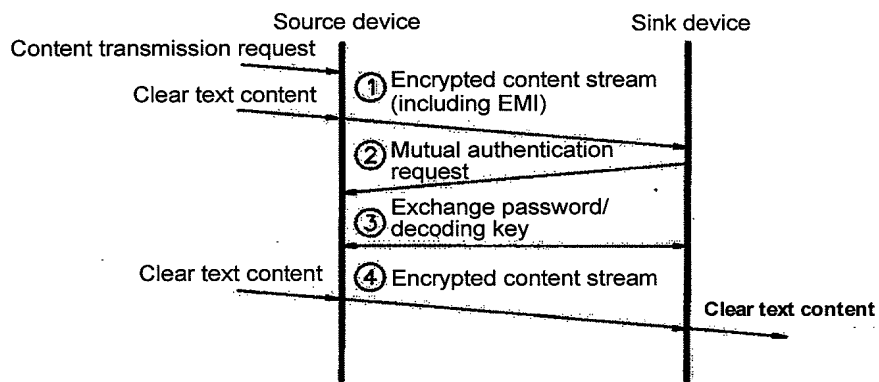 Source device
Sink device
Content transmission request
① Encrypted content stream
(including EMI)
Clear text content
② Mutual authentication
request
③ Exchange password/
decoding key
Clear text content
④ Encrypted content stream
Clear text content